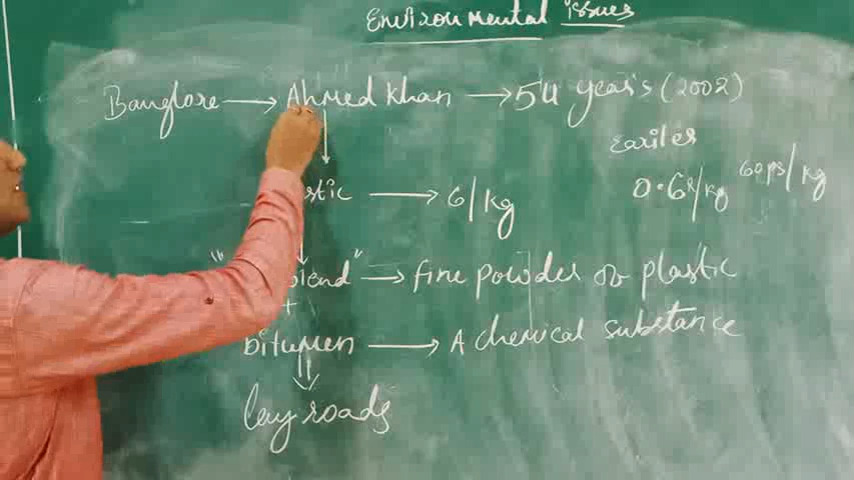 Environmental issues
Banglore → Ahmed Khan → 54 years (2002)
Eariler
0.6R/kg 60ps/kg
stic → 6/kg
blend" → fine powder of plastic
+
bitumen → A chemical substance
lay roads